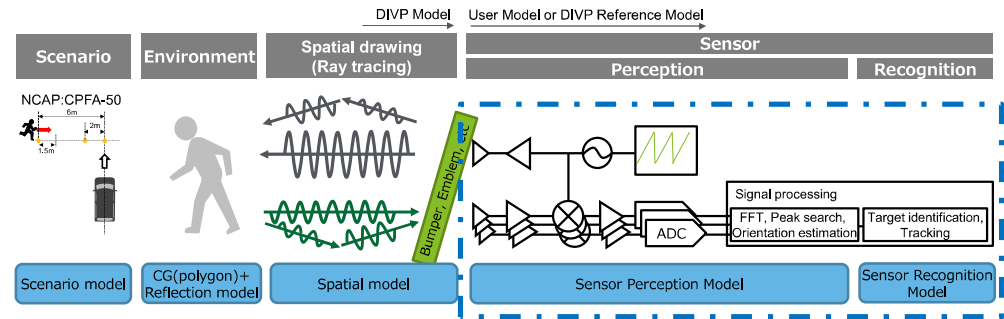 DIVP Model
User Model or DIVP Reference Model
Scenario
Environment
Spatial drawing
(Ray tracing)
Sensor
Perception
Recognition
NCAP:CPFA-50
6m
2m
1.5m
Bumper, Emblem, etc
ADC
Signal processing
FFT, Peak search,
Orientation estimation
Target identification,
Tracking
Scenario model
CG(polygon)+
Reflection model
Spatial model
Sensor Perception Model
Sensor Recognition
Model